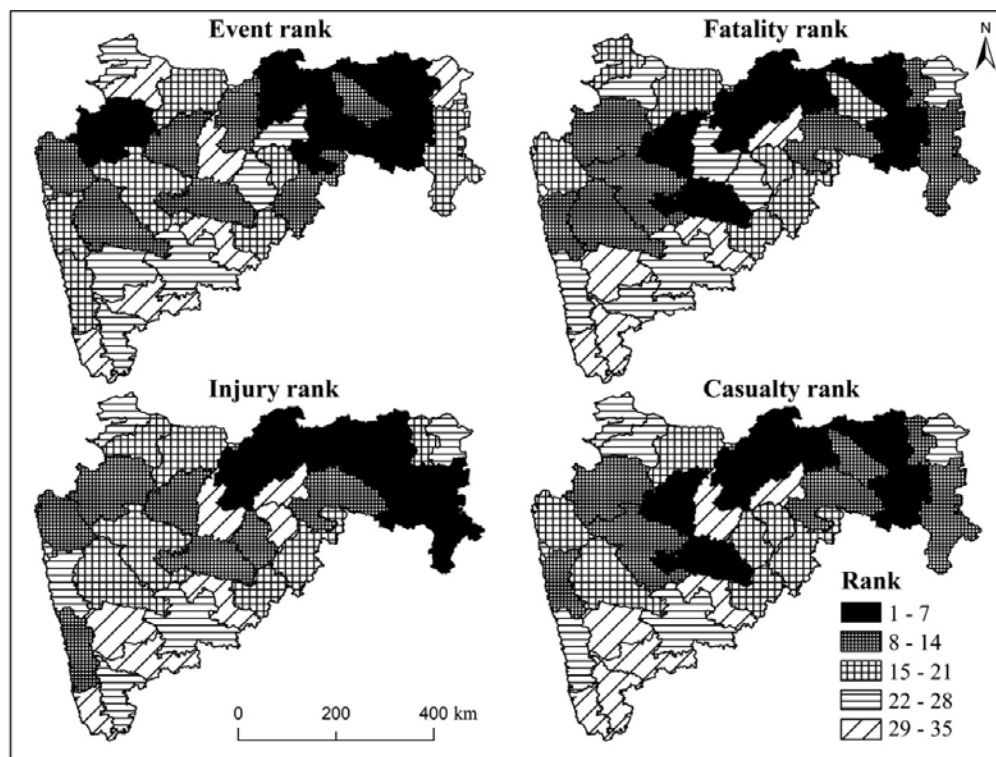 Event rank
Fatality rank
N
Injury rank
Casualty rank
Rank
1 - 7
8 - 14
15 - 21
22 - 28
29 - 35
0 200 400 km